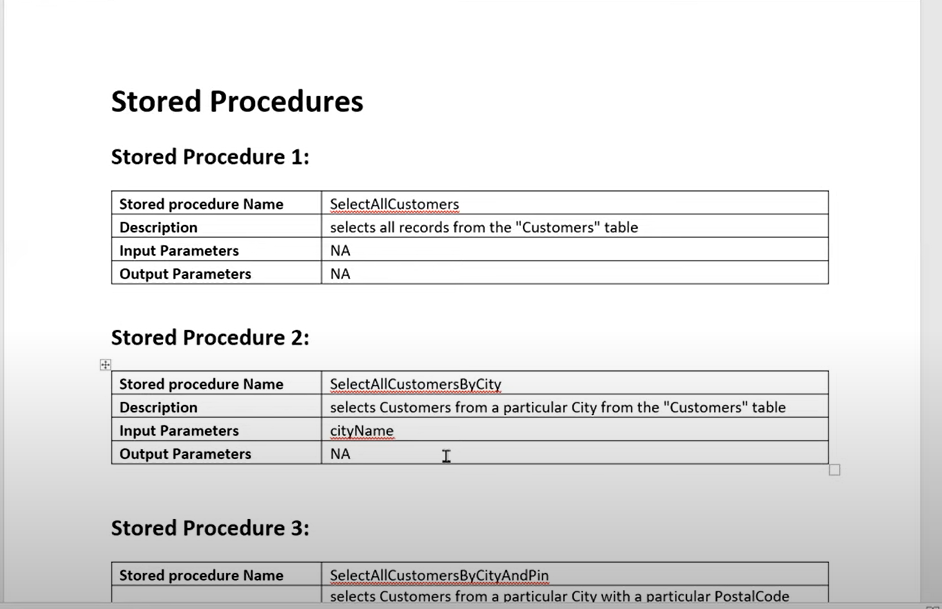 Stored Procedures
Stored Procedure 1:
Stored procedure Name SelectAllCustomers
Description selects all records from the "Customers" table
Input Parameters NA
Output Parameters NA
Stored Procedure 2:
Stored procedure Name SelectAllCustomersByCity
Description selects Customers from a particular City from the "Customers" table
Input Parameters cityName
Output Parameters NA
Stored Procedure 3:
Stored procedure Name SelectAllCustomersByCityAndPin
selects Customers from a particular City with a particular PostalCode